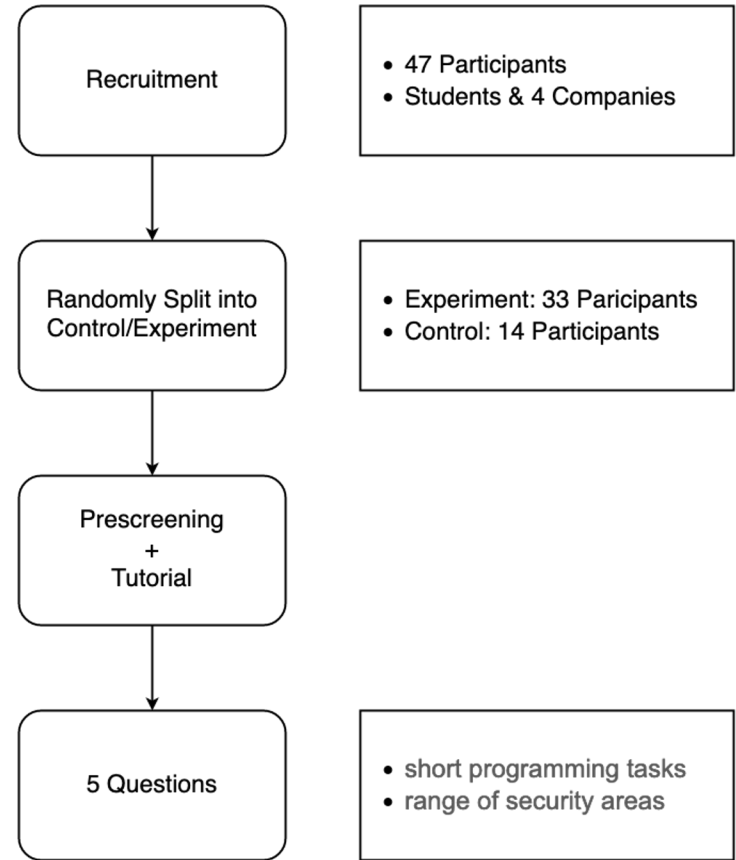 Recruitment
• 47 Participants
• Students & 4 Companies
Randomly Split into
Control/Experiment
• Experiment: 33 Paricipants
• Control: 14 Participants
Prescreening
+
Tutorial
5 Questions
• short programming tasks
• range of security areas